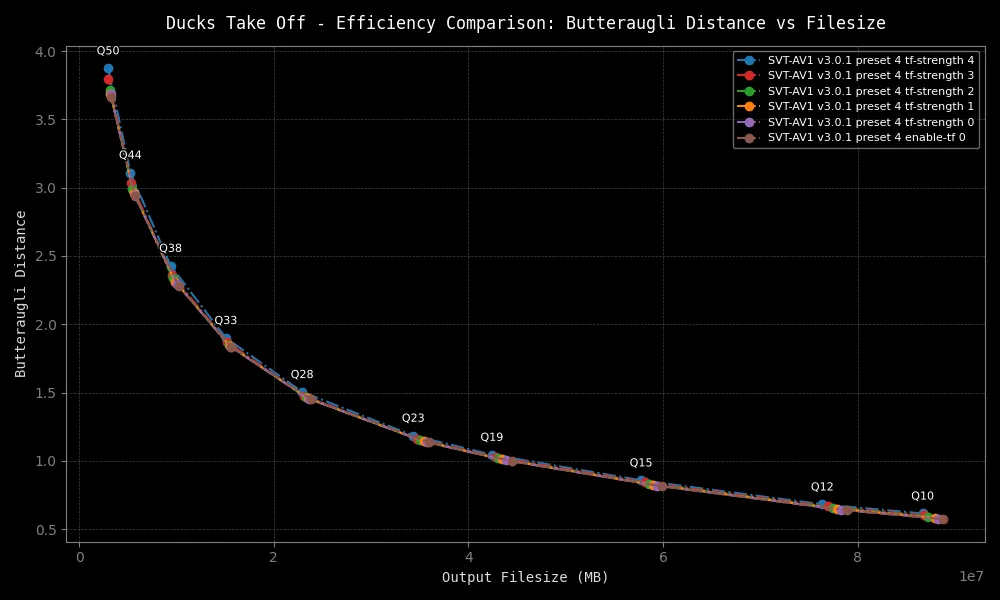 Ducks Take Off - Efficiency Comparison: Butteraugli Distance vs Filesize
SVT-AV1 v3.0.1 preset 4 tf-strength 4
SVT-AV1 v3.0.1 preset 4 tf-strength 3
SVT-AV1 v3.0.1 preset 4 tf-strength 2
SVT-AV1 v3.0.1 preset 4 tf-strength 1
SVT-AV1 v3.0.1 preset 4 tf-strength 0
SVT-AV1 v3.0.1 preset 4 enable-tf 0
Butteraugli Distance
4.0
3.5
3.0
2.5
2.0
1.5
1.0
0.5
Q50
Q44
Q38
Q33
Q28
Q23
Q19
Q15
Q12
Q10
0
2
4
6
8
1e7
Output Filesize (MB)